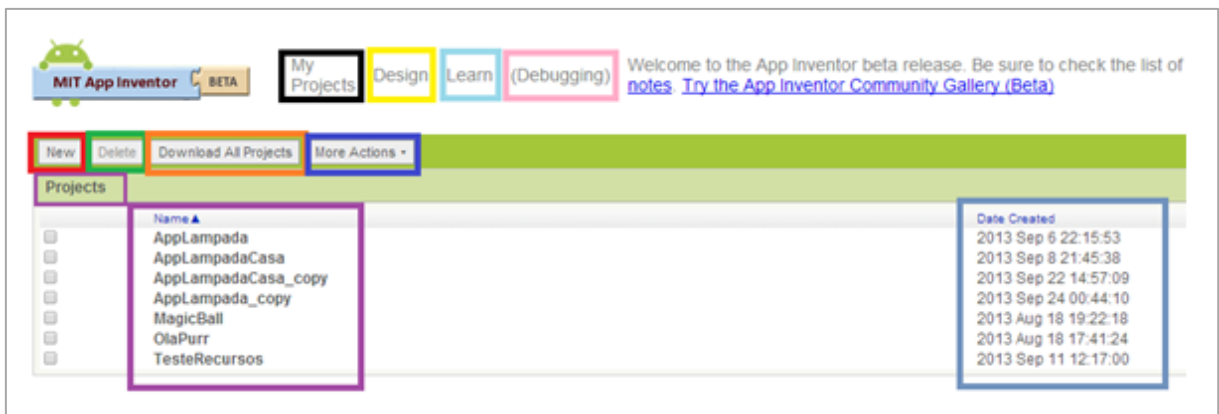 MIT App Inventor BETA
My Projects Design Learn (Debugging)
Welcome to the App Inventor beta release. Be sure to check the list of
notes. Try the App Inventor Community Gallery (Beta)
New Delete Download All Projects More Actions
Projects
Name▲ Date Created
AppLampada 2013 Sep 6 22:15:53
AppLampadaCasa 2013 Sep 8 21:45:38
AppLampadaCasa_copy 2013 Sep 22 14:57:09
AppLampada_copy 2013 Sep 24 00:44:10
MagicBall 2013 Aug 18 19:22:18
OlaPurr 2013 Aug 18 17:41:24
TesteRecursos 2013 Sep 11 12:17:00